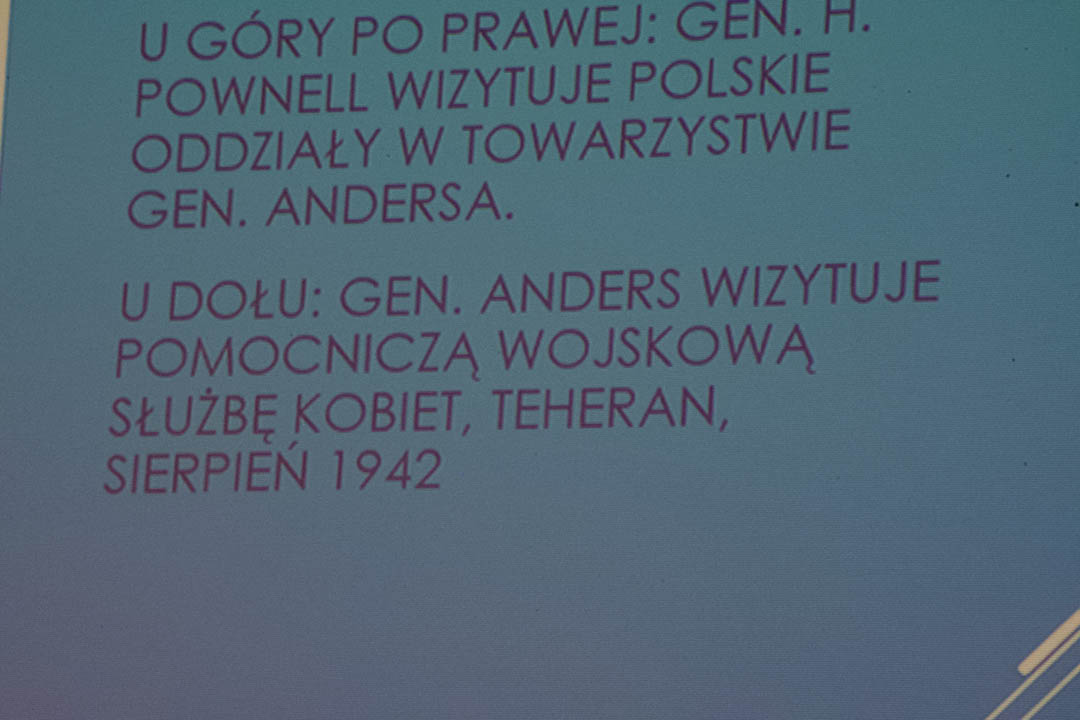 U GÓRY PO PRAWEJ: GEN. H.
POWNELL WIZYTUJE POLSKIE
ODDZIAŁY W TOWARZYSTWIE
GEN. ANDERSA.
U DOŁU: GEN. ANDERS WIZYTUJE
POMOCNICZĄ WOJSKOWĄ
SŁUŻBĘ KOBIET, TEHERAN,
SIERPIEŃ 1942